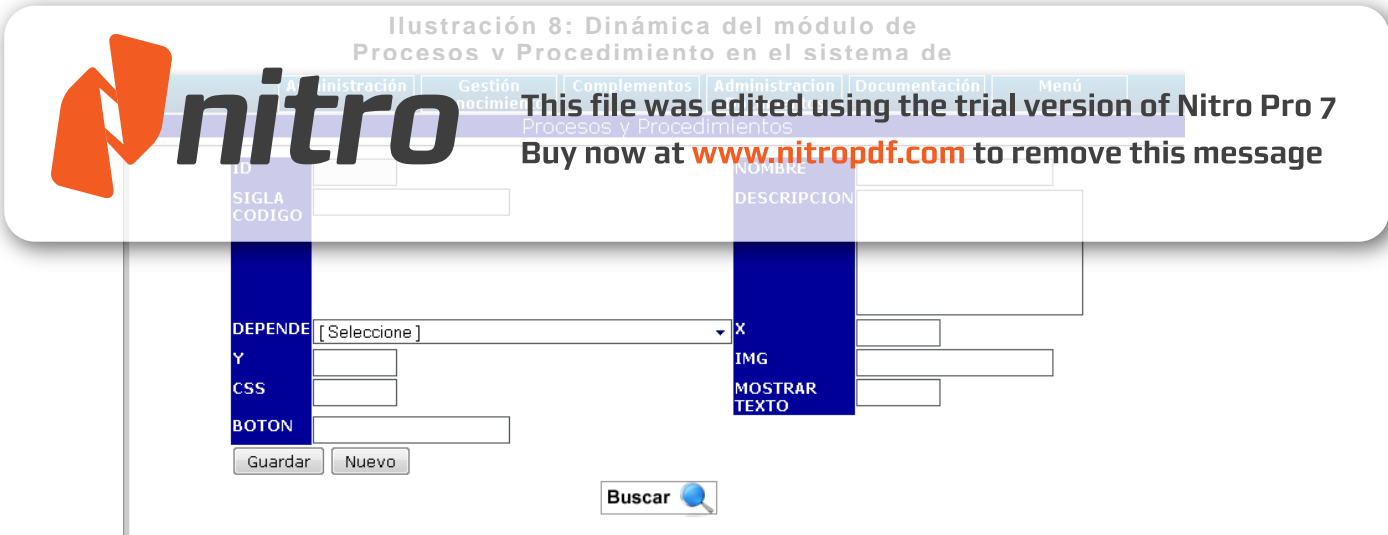 Ilustración 8: Dinámica del módulo de
Procesos y Procedimiento en el sistema de
nitro
This file was edited using the trial version of Nitro Pro 7
Buy now at www.nitropdf.com to remove this message
Administración Gestión Complementos Administracion Documentación Menú
Procesos y Procedimientos
ID NOMBRE
SIGLA CODIGO DESCRIPCION
DEPENDE [ Seleccione ] X
Y IMG
CSS MOSTRAR TEXTO
BOTON
Guardar Nuevo
Buscar